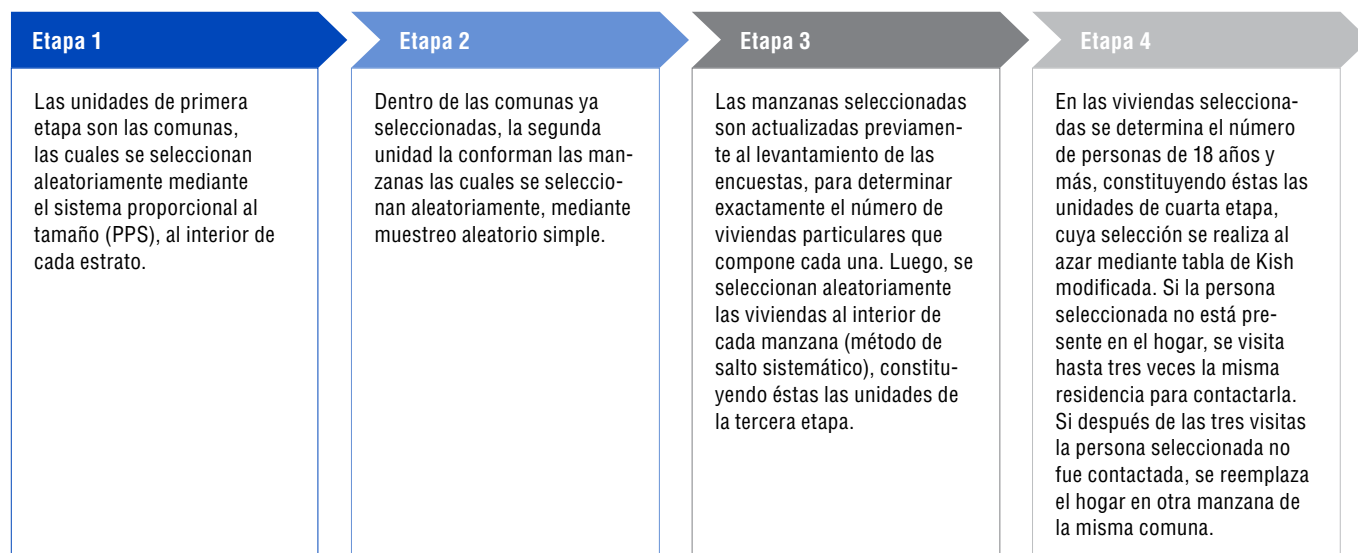 Etapa 1
Las unidades de primera
etapa son las comunas,
las cuales se seleccionan
aleatoriamente mediante
el sistema proporcional al
tamaño (PPS), al interior de
cada estrato.
Etapa 2
Dentro de las comunas ya
seleccionadas, la segunda
unidad la conforman las man-
zanas las cuales se seleccio-
nan aleatoriamente, mediante
muestreo aleatorio simple.
Etapa 3
Las manzanas seleccionadas
son actualizadas previamen-
te al levantamiento de las
encuestas, para determinar
exactamente el número de
viviendas particulares que
compone cada una. Luego, se
seleccionan aleatoriamente
las viviendas al interior de
cada manzana (método de
salto sistemático), constitu-
yendo éstas las unidades de
la tercera etapa.
Etapa 4
En las viviendas selecciona-
das se determina el número
de personas de 18 años y
más, constituyendo éstas las
unidades de cuarta etapa,
cuya selección se realiza al
azar mediante tabla de Kish
modificada. Si la persona
seleccionada no está pre-
sente en el hogar, se visita
hasta tres veces la misma
residencia para contactarla.
Si después de las tres visitas
la persona seleccionada no
fue contactada, se reemplaza
el hogar en otra manzana de
la misma comuna.